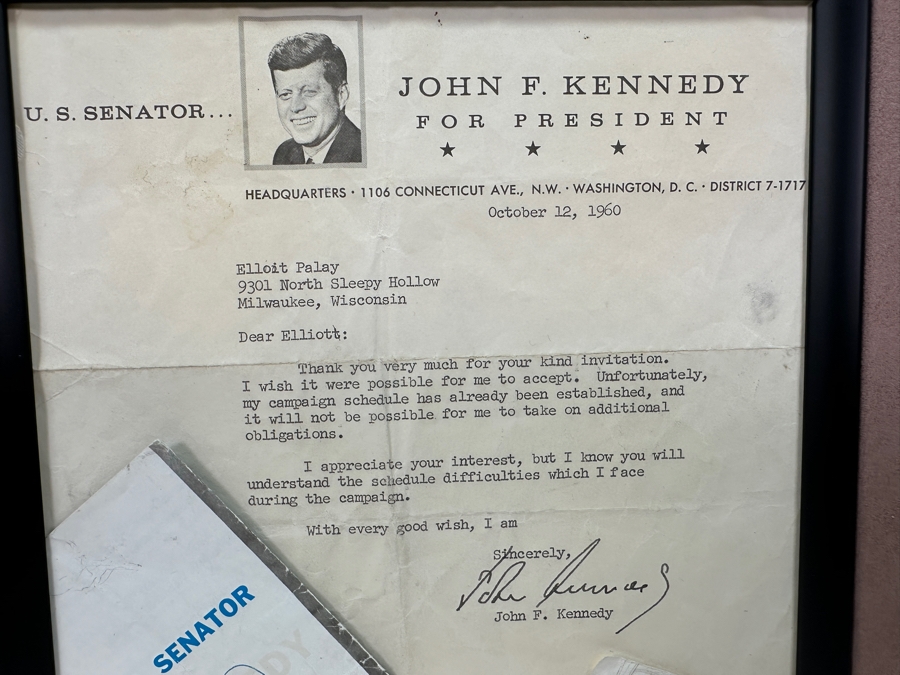 U. S. SENATOR...
JOHN F. KENNEDY
FOR PRESIDENT
HEADQUARTERS · 1106 CONNECTICUT AVE., N.W. · WASHINGTON, D. C. · DISTRICT 7-1717
October 12, 1960
Elloit Palay
9301 North Sleepy Hollow
Milwaukee, Wisconsin
Dear Elliott:
Thank you very much for your kind invitation.
I wish it were possible for me to accept. Unfortunately,
my campaign schedule has already been established, and
it will not be possible for me to take on additional
obligations.
I appreciate your interest, but I know you will
understand the schedule difficulties which I face
during the campaign.
With every good wish, I am
Sincerely,
John Kennedy
John F. Kennedy
SENATOR